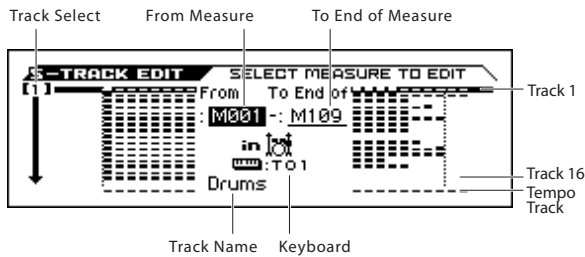 Track Select From Measure To End of Measure
S-TRACK EDIT SELECT MEASURE TO EDIT
[1] From To End of
Track 1
: M001 -: M109
in
:T01
Drums
Track 16
Tempo
Track
Track Name Keyboard